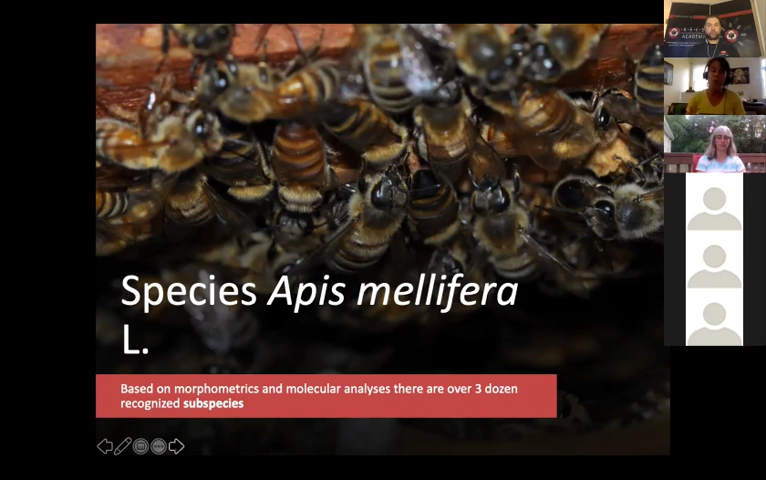 Species Apis mellifera
L.
Based on morphometrics and molecular analyses there are over 3 dozen
recognized subspecies